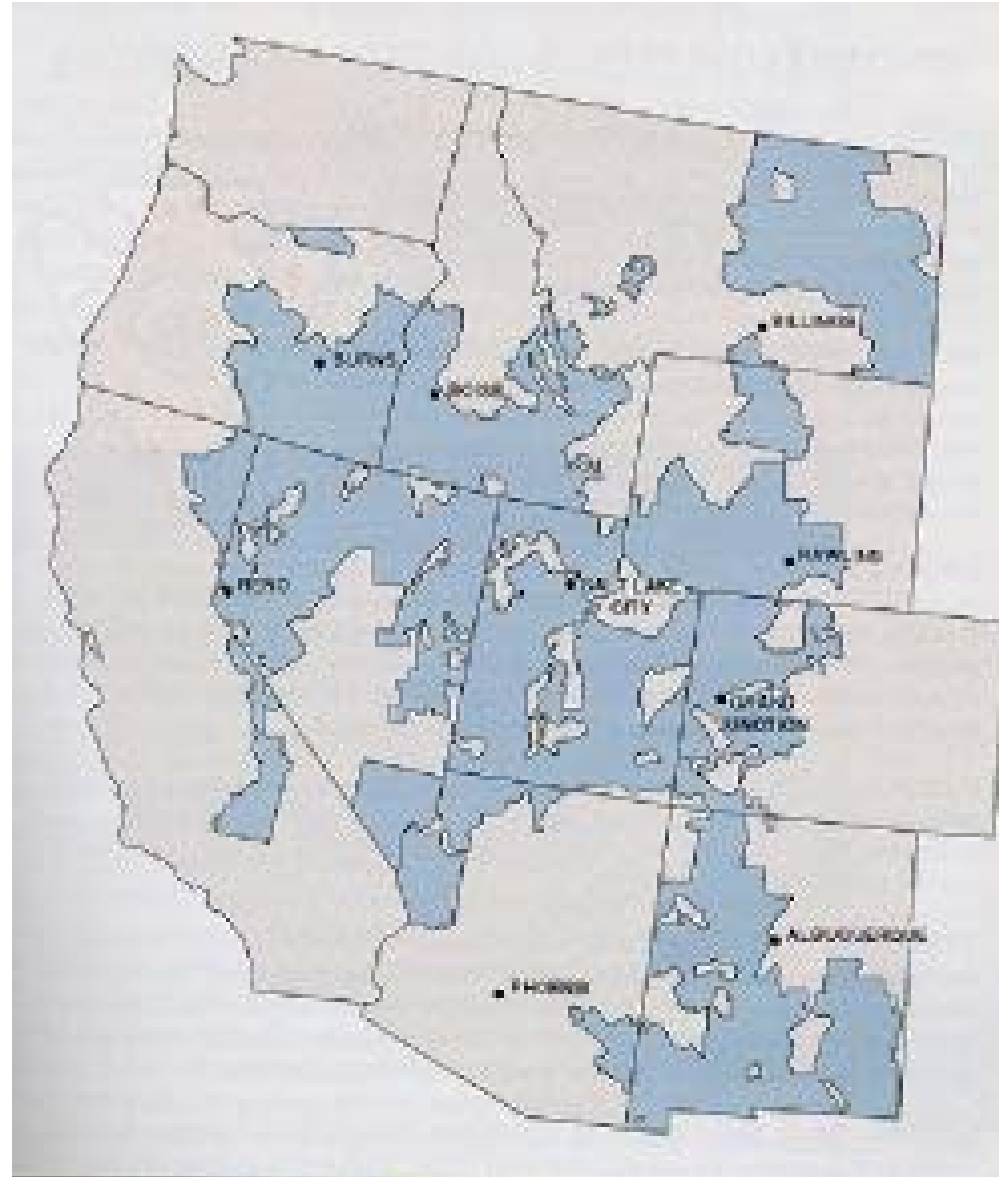 BILLINGS
BURNS
BOISE
RAWLINS
RENO
SALT LAKE
CITY
GRAND
JUNCTION
ALBUQUERQUE
PHOENIX